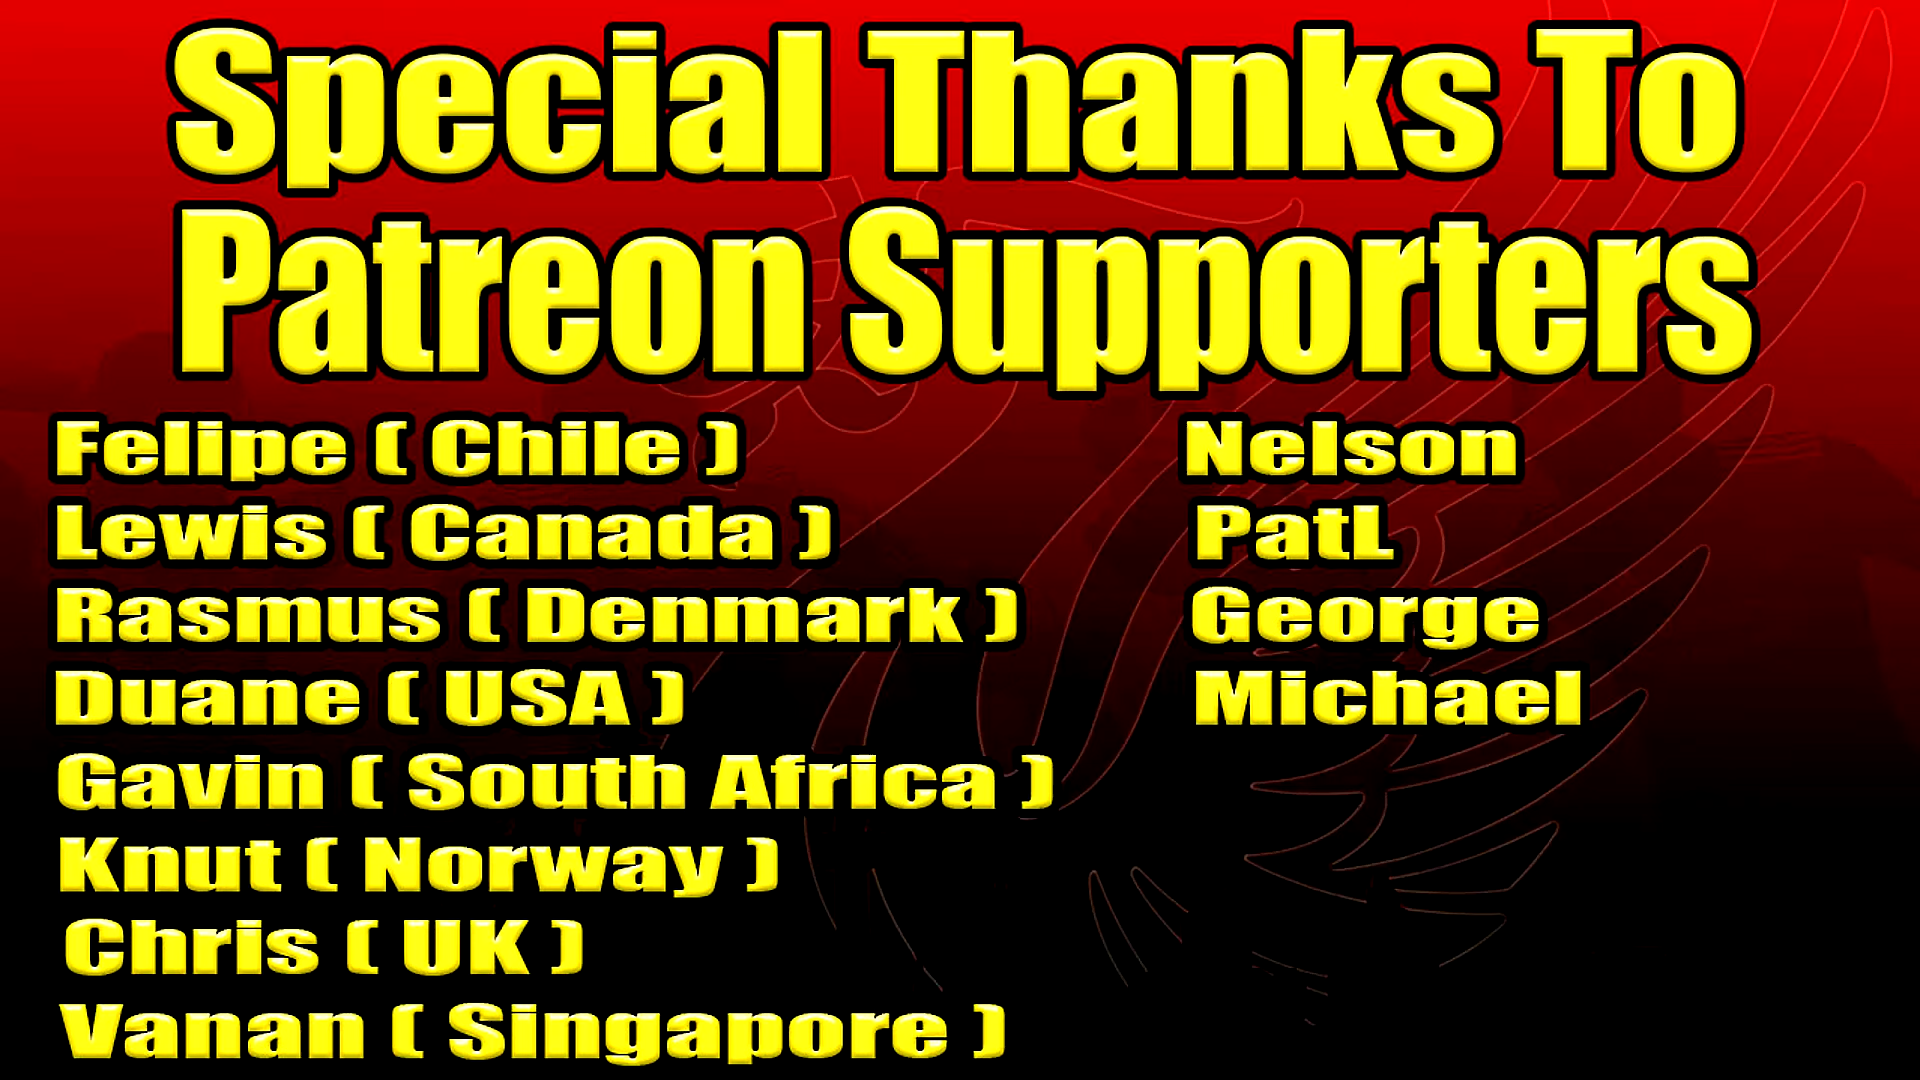 Special Thanks To
Patreon Supporters
Felipe ( Chile )
Lewis ( Canada )
Rasmus ( Denmark )
Duane ( USA )
Gavin ( South Africa )
Knut ( Norway )
Chris ( UK )
Vanan ( Singapore )
Nelson
PatL
George
Michael